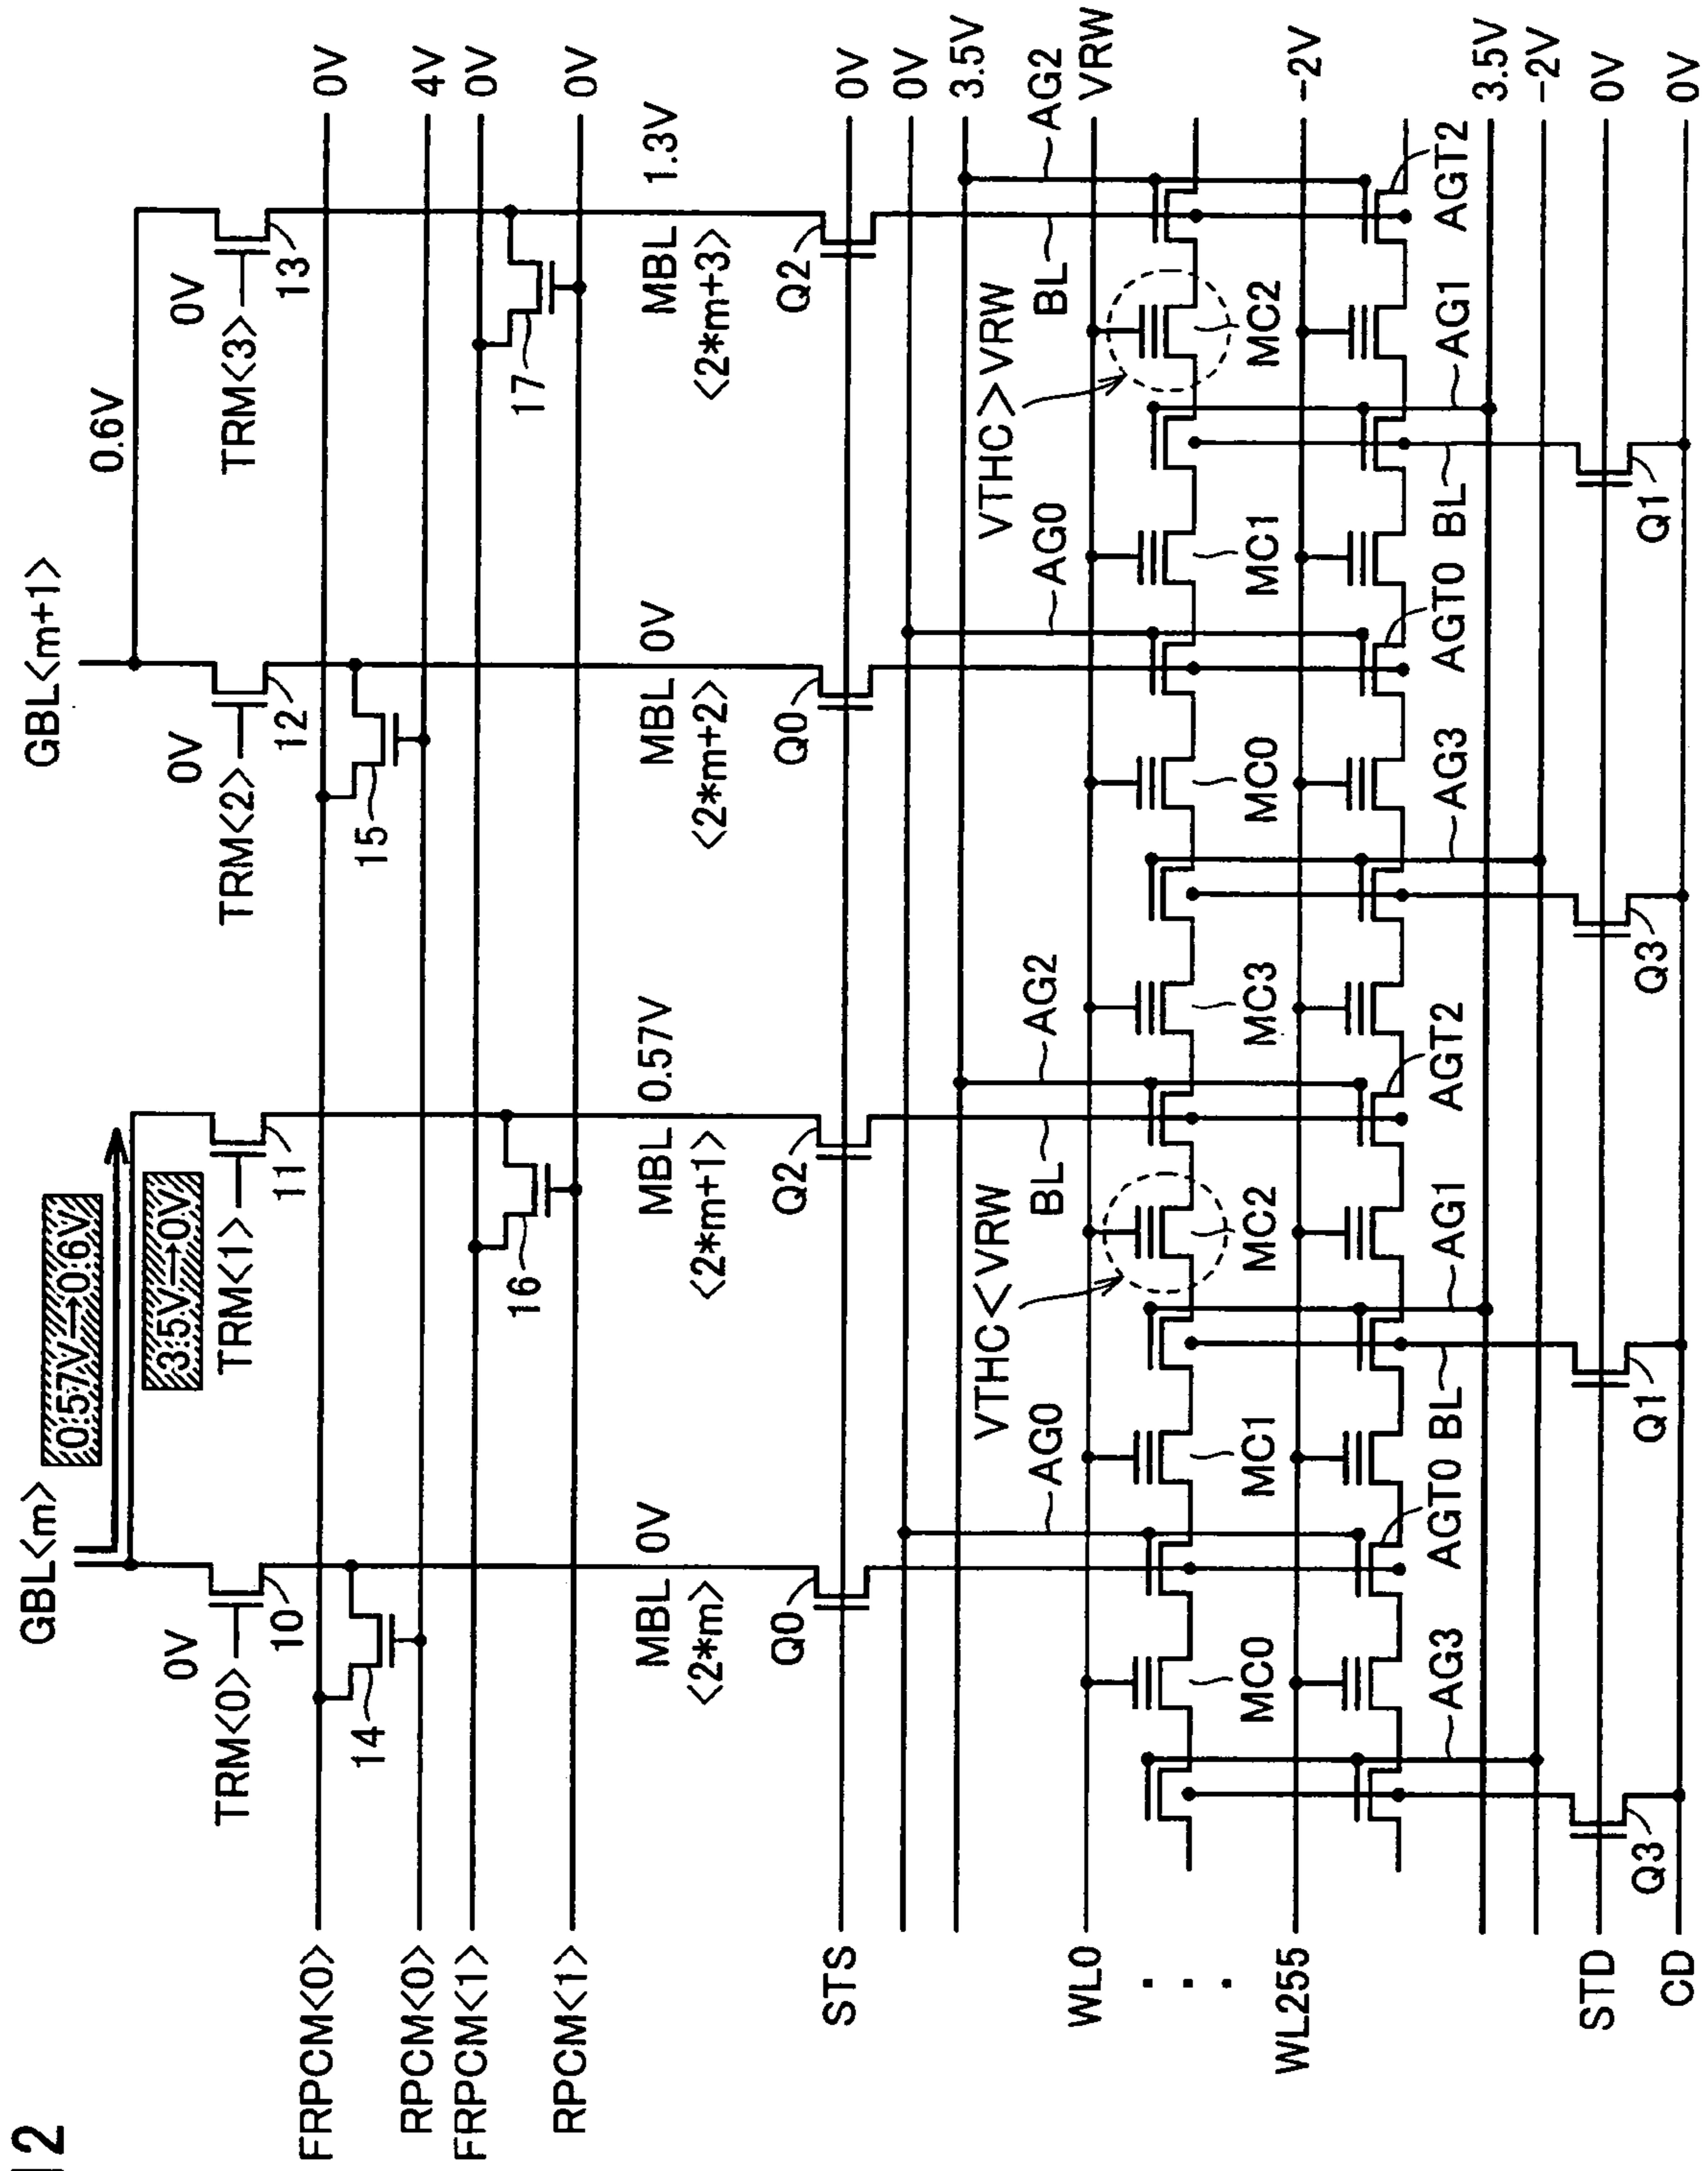 12
GBL<m>
0.57V→0.6V
GBL<m+1>
0.6V
3.5V→0V
0V
TRM<0>
10
TRM<1>
11
0V
TRM<2>
12
0V
TRM<3>
13
FRPCM<0>
0V
14
15
RPCM<0>
4V
FRPCM<1>
0V
16
17
RPCM<1>
0V
MBL 0V
<2*m>
MBL 0.57V
<2*m+1>
MBL 0V
<2*m+2>
MBL 1.3V
<2*m+3>
Q0
Q2
Q0
Q2
STS
0V
0V
3.5V
AG0
BL
AG2
AG0
BL
AG2
VTHC<VRW
VTHC>VRW
WL0
VRW
MC0
MC1
MC2
MC3
MC0
MC1
MC2
WL255
-2V
AG3
AGT0
BL
AG1
AGT2
AG3
AGT0
BL
AG1
AGT2
3.5V
-2V
STD
0V
Q3
Q1
Q3
Q1
CD
0V